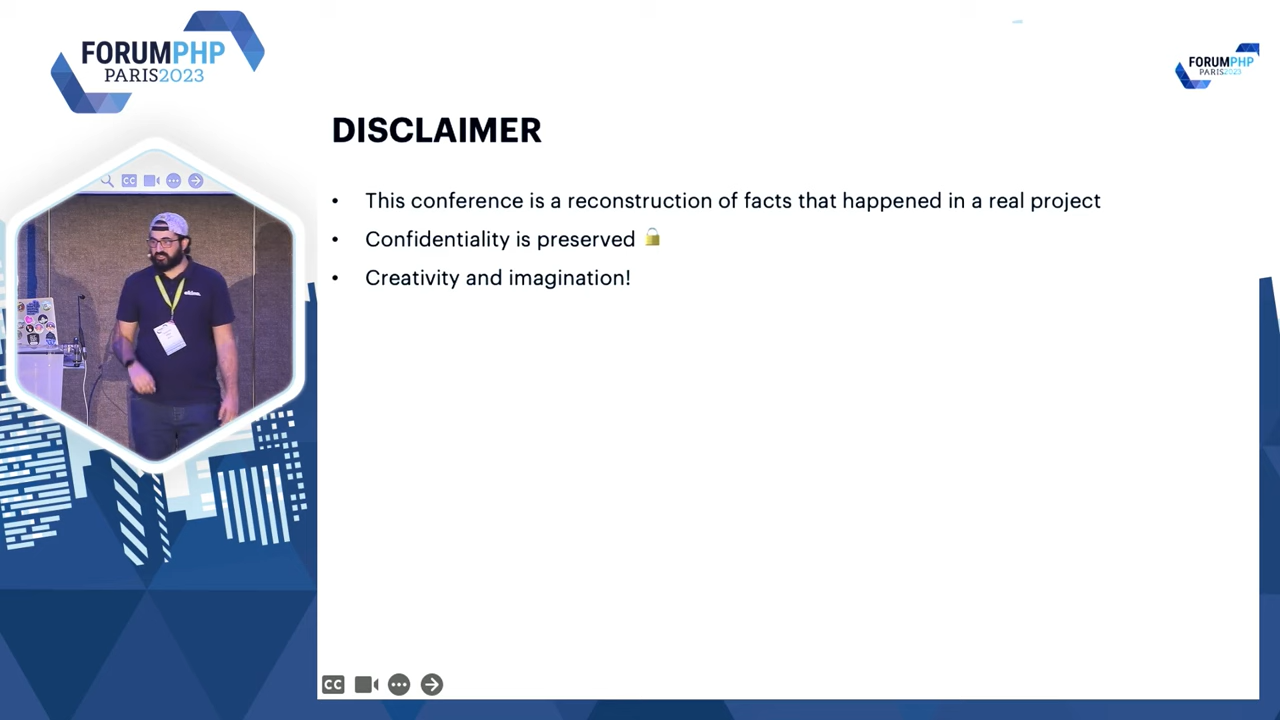 FORUMPHP
PARIS2023
FORUMPHP
PARIS2023
DISCLAIMER
• This conference is a reconstruction of facts that happened in a real project
• Confidentiality is preserved 🔒
• Creativity and imagination!
CC
CC